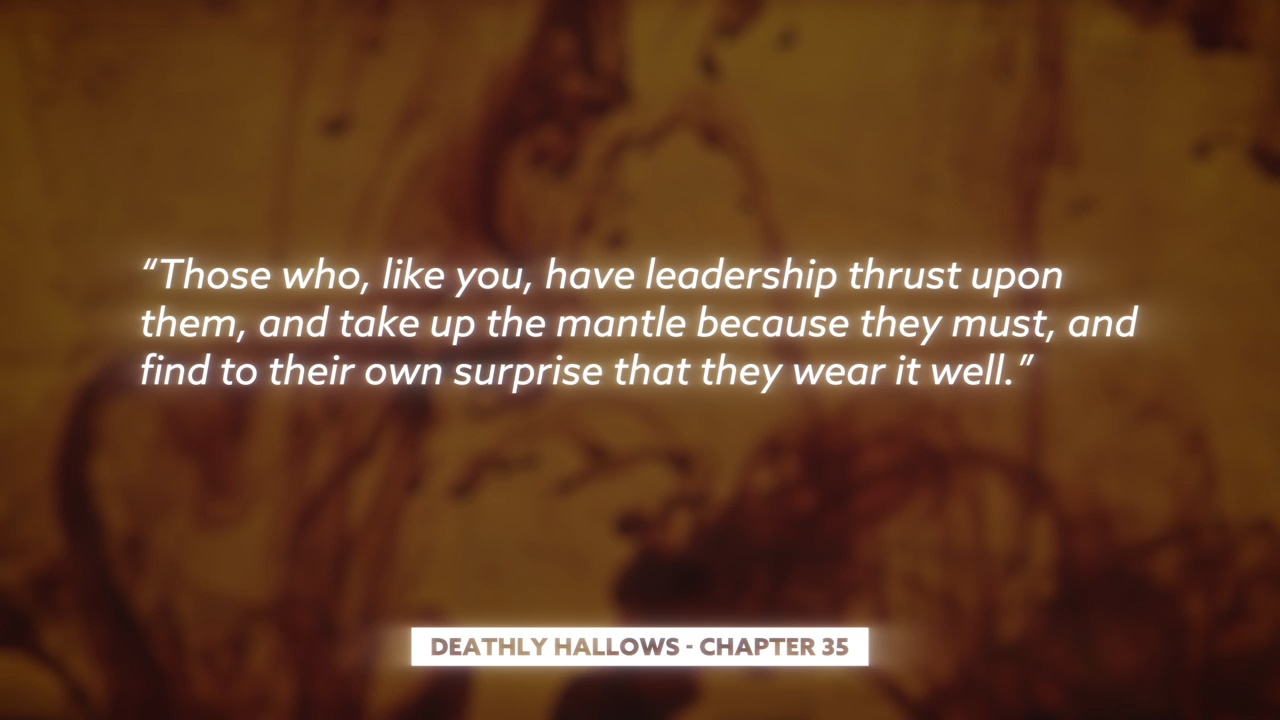 “Those who, like you, have leadership thrust upon
them, and take up the mantle because they must, and
find to their own surprise that they wear it well.”
DEATHLY HALLOWS - CHAPTER 35